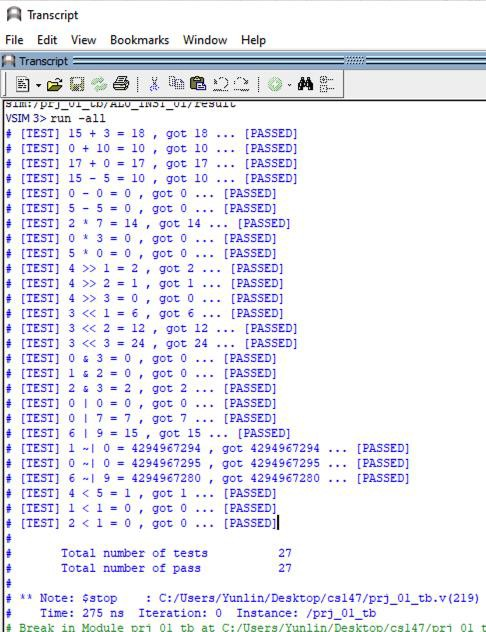 Transcript
File Edit View Bookmarks Window Help
Transcript
sim:/prj_01_tb/ALU_INST_01/result
VSIM 3> run -all
# [TEST] 15 + 3 = 18 , got 18 ... [PASSED]
# [TEST] 0 + 10 = 10 , got 10 ... [PASSED]
# [TEST] 17 + 0 = 17 , got 17 ... [PASSED]
# [TEST] 15 - 5 = 10 , got 10 ... [PASSED]
# [TEST] 0 - 0 = 0 , got 0 ... [PASSED]
# [TEST] 5 - 5 = 0 , got 0 ... [PASSED]
# [TEST] 2 * 7 = 14 , got 14 ... [PASSED]
# [TEST] 0 * 3 = 0 , got 0 ... [PASSED]
# [TEST] 5 * 0 = 0 , got 0 ... [PASSED]
# [TEST] 4 >> 1 = 2 , got 2 ... [PASSED]
# [TEST] 4 >> 2 = 1 , got 1 ... [PASSED]
# [TEST] 4 >> 3 = 0 , got 0 ... [PASSED]
# [TEST] 3 << 1 = 6 , got 6 ... [PASSED]
# [TEST] 3 << 2 = 12 , got 12 ... [PASSED]
# [TEST] 3 << 3 = 24 , got 24 ... [PASSED]
# [TEST] 0 & 3 = 0 , got 0 ... [PASSED]
# [TEST] 1 & 2 = 0 , got 0 ... [PASSED]
# [TEST] 2 & 3 = 2 , got 2 ... [PASSED]
# [TEST] 0 | 0 = 0 , got 0 ... [PASSED]
# [TEST] 0 | 7 = 7 , got 7 ... [PASSED]
# [TEST] 6 | 9 = 15 , got 15 ... [PASSED]
# [TEST] 1 ~| 0 = 4294967294 , got 4294967294 ... [PASSED]
# [TEST] 0 ~| 0 = 4294967295 , got 4294967295 ... [PASSED]
# [TEST] 6 ~| 9 = 4294967280 , got 4294967280 ... [PASSED]
# [TEST] 4 < 5 = 1 , got 1 ... [PASSED]
# [TEST] 1 < 1 = 0 , got 0 ... [PASSED]
# [TEST] 2 < 1 = 0 , got 0 ... [PASSED]
#
# Total number of tests 27
# Total number of pass 27
#
# ** Note: $stop : C:/Users/Yunlin/Desktop/cs147/prj_01_tb.v(219)
# Time: 275 ns Iteration: 0 Instance: /prj_01_tb
# Break in Module prj_01_tb at C:/Users/Yunlin/Desktop/cs147/prj_01_t